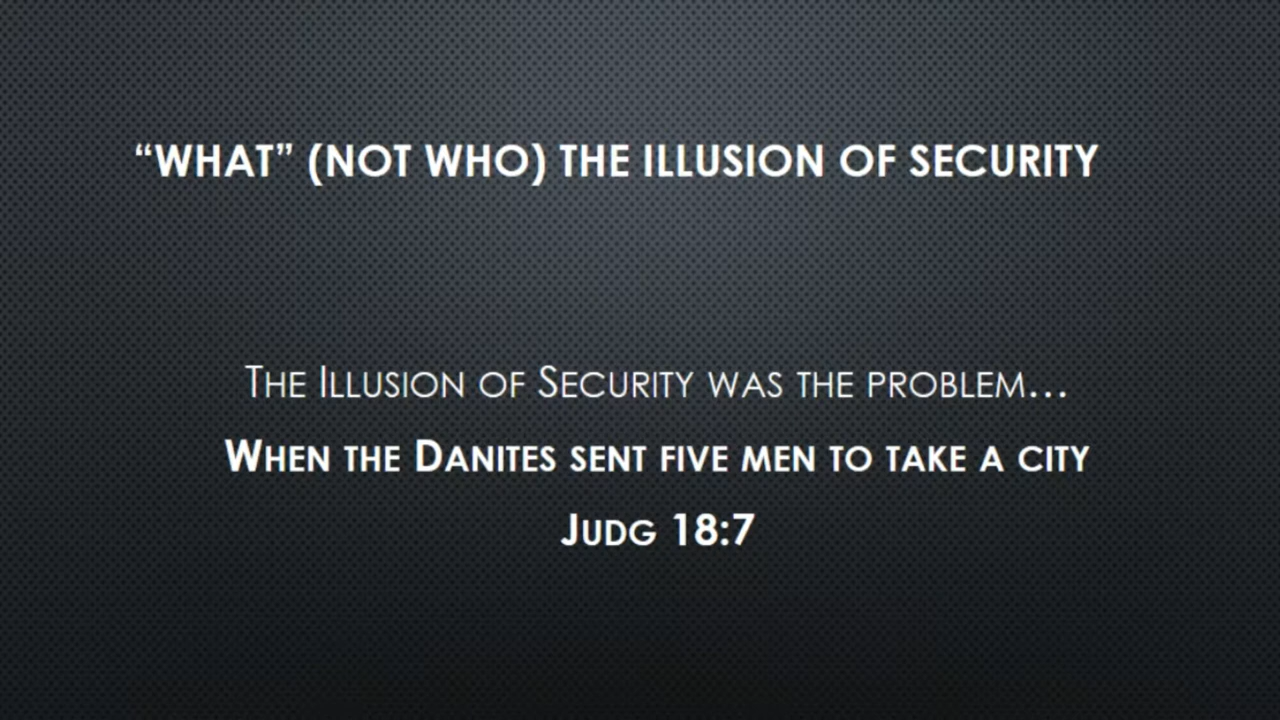 “WHAT” (NOT WHO) THE ILLUSION OF SECURITY
The Illusion of Security was the problem…
When the Danites sent five men to take a city
Judg 18:7